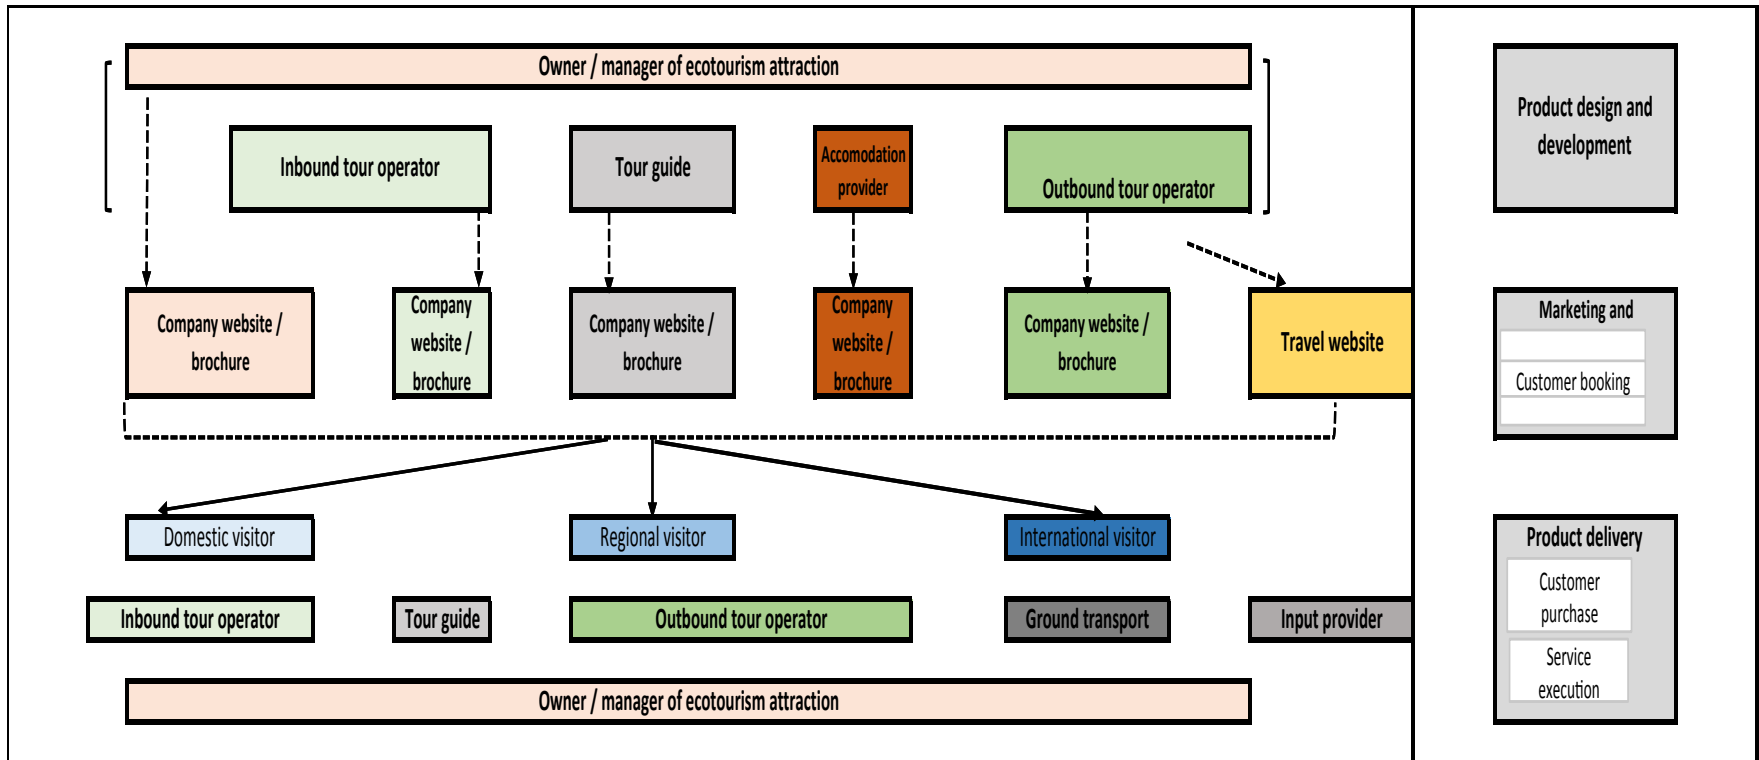 Owner / manager of ecotourism attraction
Product design and
development
Inbound tour operator
Tour guide
Accomodation
provider
Outbound tour operator
Company website /
brochure
Company
website /
brochure
Company website /
brochure
Company
website /
brochure
Company website /
brochure
Travel website
Marketing and
Customer booking
Domestic visitor
Regional visitor
International visitor
Product delivery
Customer
purchase
Service
execution
Inbound tour operator
Tour guide
Outbound tour operator
Ground transport
Input provider
Owner / manager of ecotourism attraction